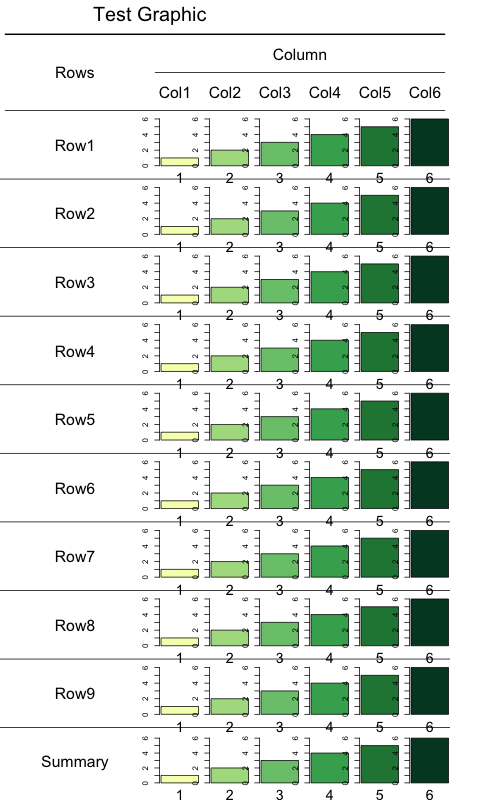 Test Graphic
Column
Rows
Col1 Col2 Col3 Col4 Col5 Col6
Row1
1 2 3 4 5 6
Row2
1 2 3 4 5 6
Row3
1 2 3 4 5 6
Row4
1 2 3 4 5 6
Row5
1 2 3 4 5 6
Row6
1 2 3 4 5 6
Row7
1 2 3 4 5 6
Row8
1 2 3 4 5 6
Row9
1 2 3 4 5 6
Summary
1 2 3 4 5 6